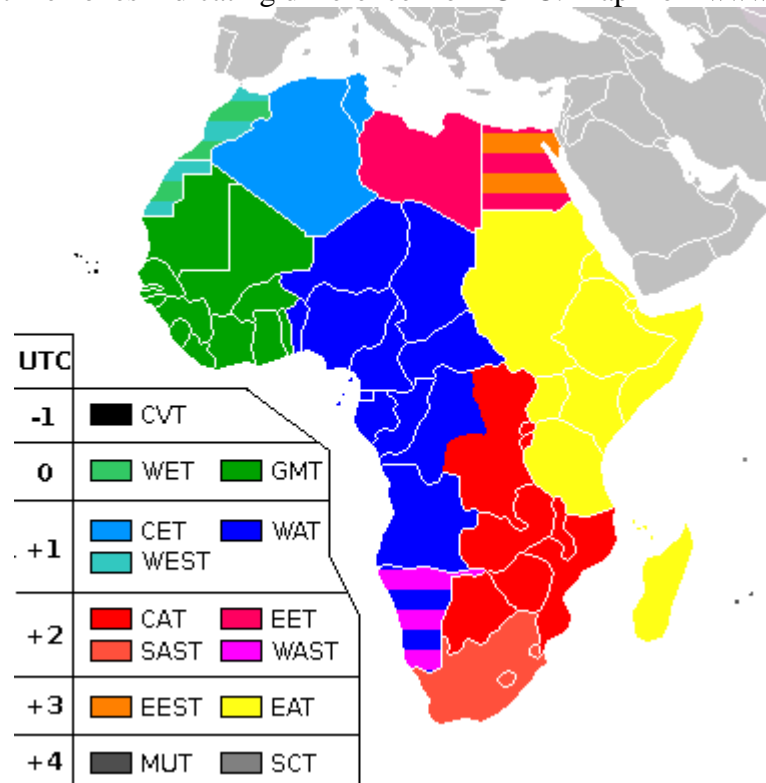 UTC
-1 CVT
0 WET GMT
+1 CET WAT
WEST
+2 CAT EET
SAST WAST
+3 EEST EAT
+4 MUT SCT